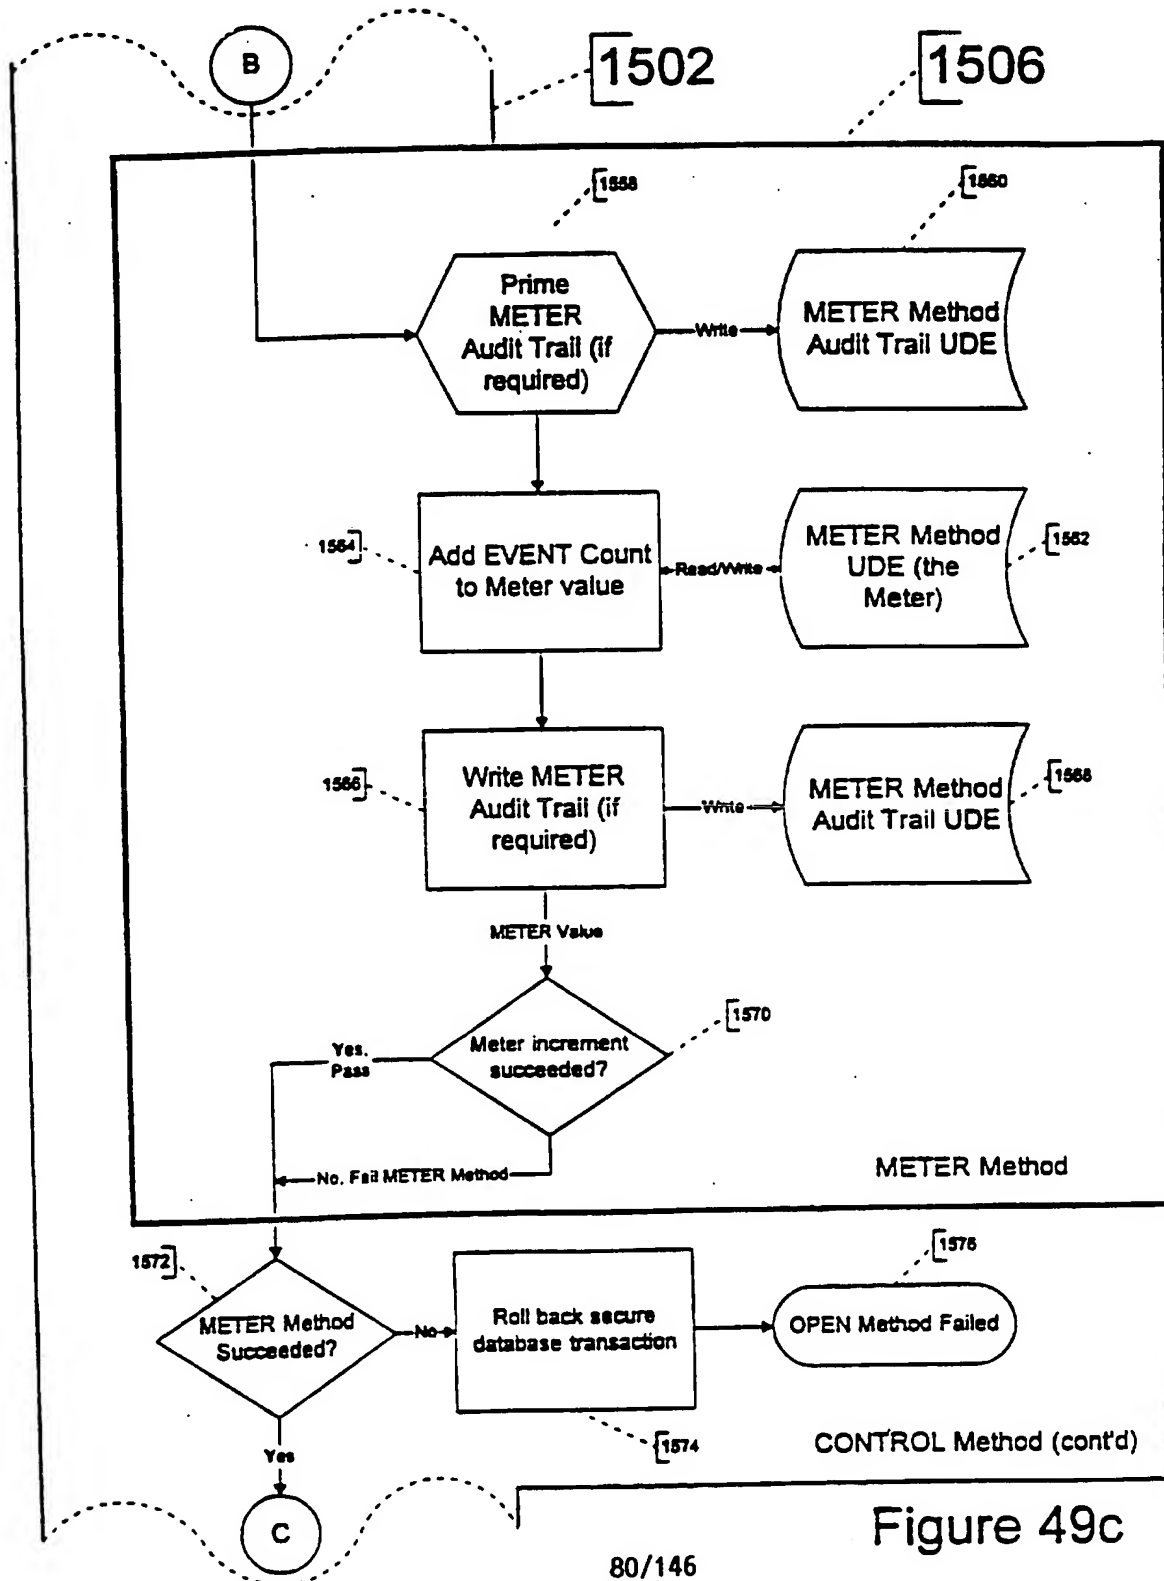 B
1502
1506
1558
1560
Prime
METER
Audit Trail (if
required)
Write
METER Method
Audit Trail UDE
1564
Add EVENT Count
to Meter value
Read/Write
METER Method
UDE (the
Meter)
1562
1566
Write METER
Audit Trail (if
required)
Write
METER Method
Audit Trail UDE
1568
METER Value
Meter increment
succeeded?
1570
Yes,
Pass
No, Fail METER Method
METER Method
1572
METER Method
Succeeded?
No
Roll back secure
database transaction
1576
OPEN Method Failed
1574
Yes
CONTROL Method (cont'd)
C
Figure 49c
80/146